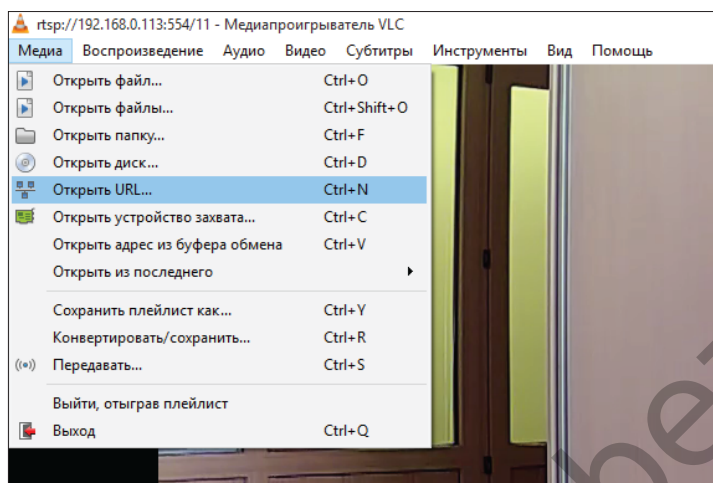 rtsp://192.168.0.113:554/11 - Медиапроигрыватель VLC
Медиа Воспроизведение Аудио Видео Субтитры Инструменты Вид Помощь
Открыть файл... Ctrl+O
Открыть файлы... Ctrl+Shift+O
Открыть папку... Ctrl+F
Открыть диск... Ctrl+D
Открыть URL... Ctrl+N
Открыть устройство захвата... Ctrl+C
Открыть адрес из буфера обмена Ctrl+V
Открыть из последнего
Сохранить плейлист как... Ctrl+Y
Конвертировать/сохранить... Ctrl+R
Передавать... Ctrl+S
Выйти, отыграв плейлист
Выход Ctrl+Q